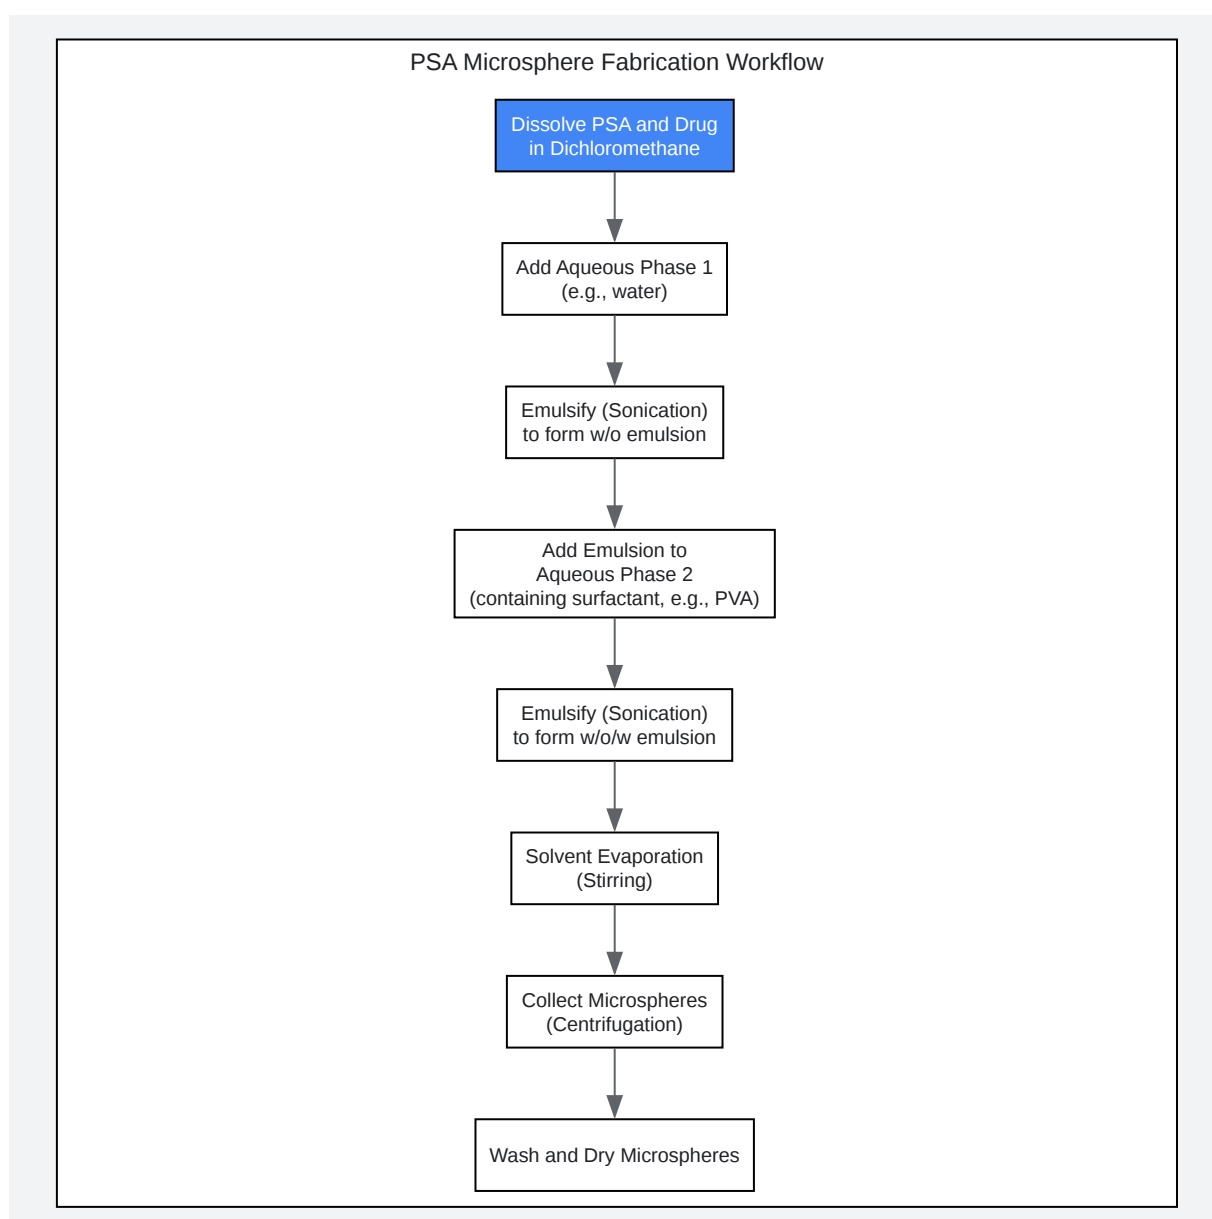 PSA Microsphere Fabrication Workflow
Dissolve PSA and Drug
in Dichloromethane
Add Aqueous Phase 1
(e.g., water)
Emulsify (Sonication)
to form w/o emulsion
Add Emulsion to
Aqueous Phase 2
(containing surfactant, e.g., PVA)
Emulsify (Sonication)
to form w/o/w emulsion
Solvent Evaporation
(Stirring)
Collect Microspheres
(Centrifugation)
Wash and Dry Microspheres